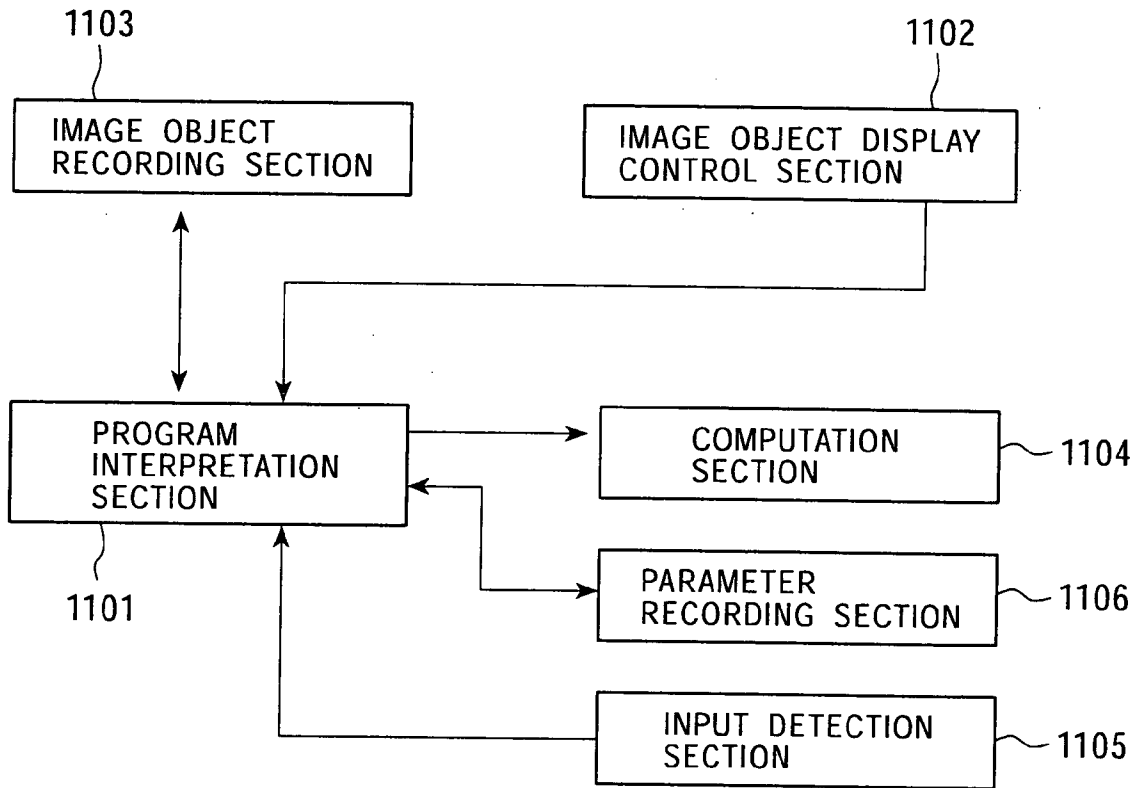 1103
1102
IMAGE OBJECT
RECORDING SECTION
IMAGE OBJECT DISPLAY
CONTROL SECTION
PROGRAM
INTERPRETATION
SECTION
1101
COMPUTATION
SECTION
1104
PARAMETER
RECORDING SECTION
1106
INPUT DETECTION
SECTION
1105